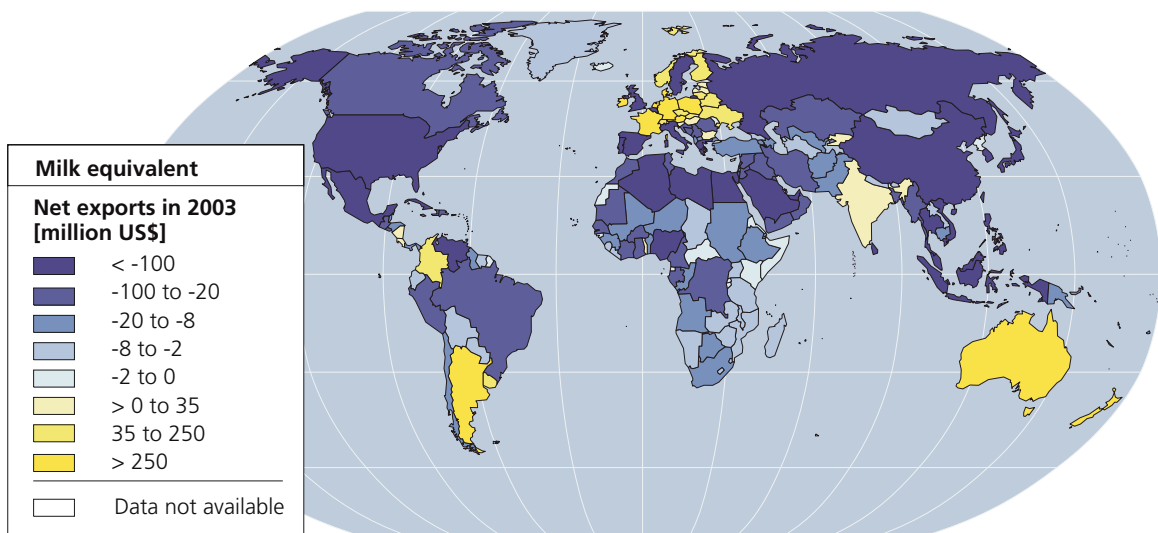 Milk equivalent
Net exports in 2003
[million US$]
< -100
-100 to -20
-20 to -8
-8 to -2
-2 to 0
> 0 to 35
35 to 250
> 250
Data not available